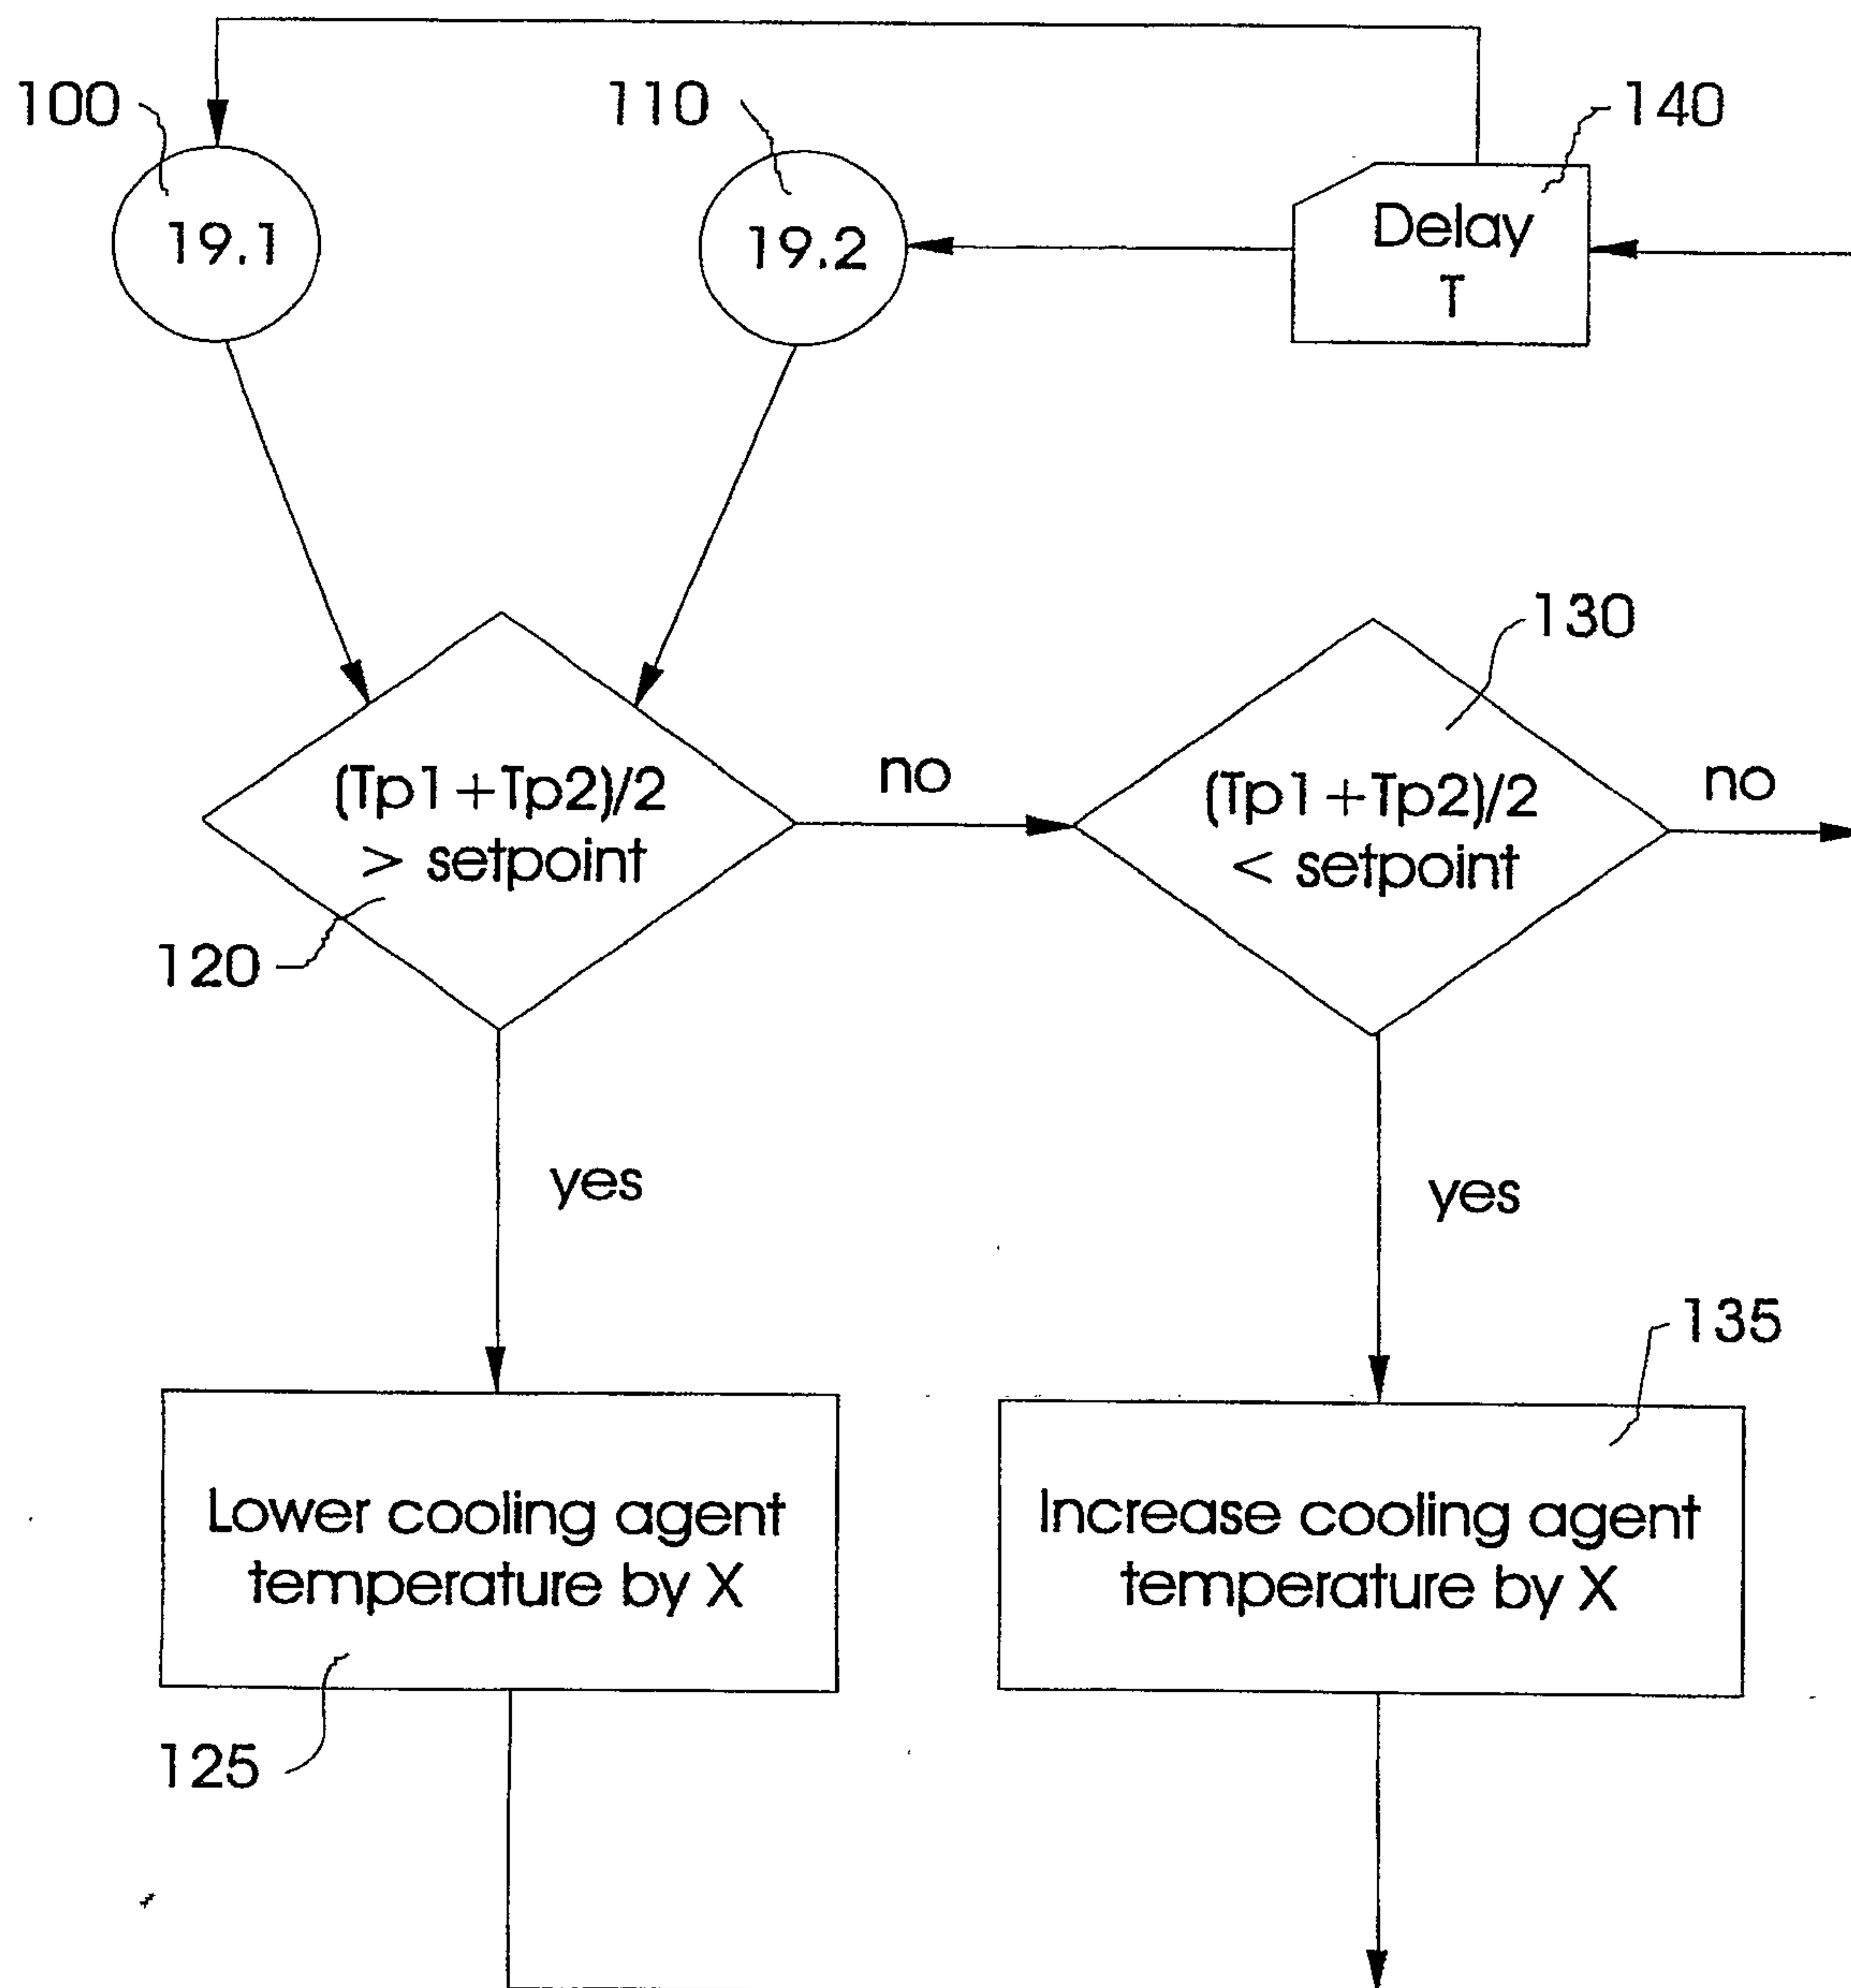 100
110
140
19.1
19.2
Delay
T
130
(Tp1+Tp2)/2
> setpoint
no
(Tp1+Tp2)/2
< setpoint
no
120
yes
yes
135
Lower cooling agent
temperature by X
Increase cooling agent
temperature by X
125